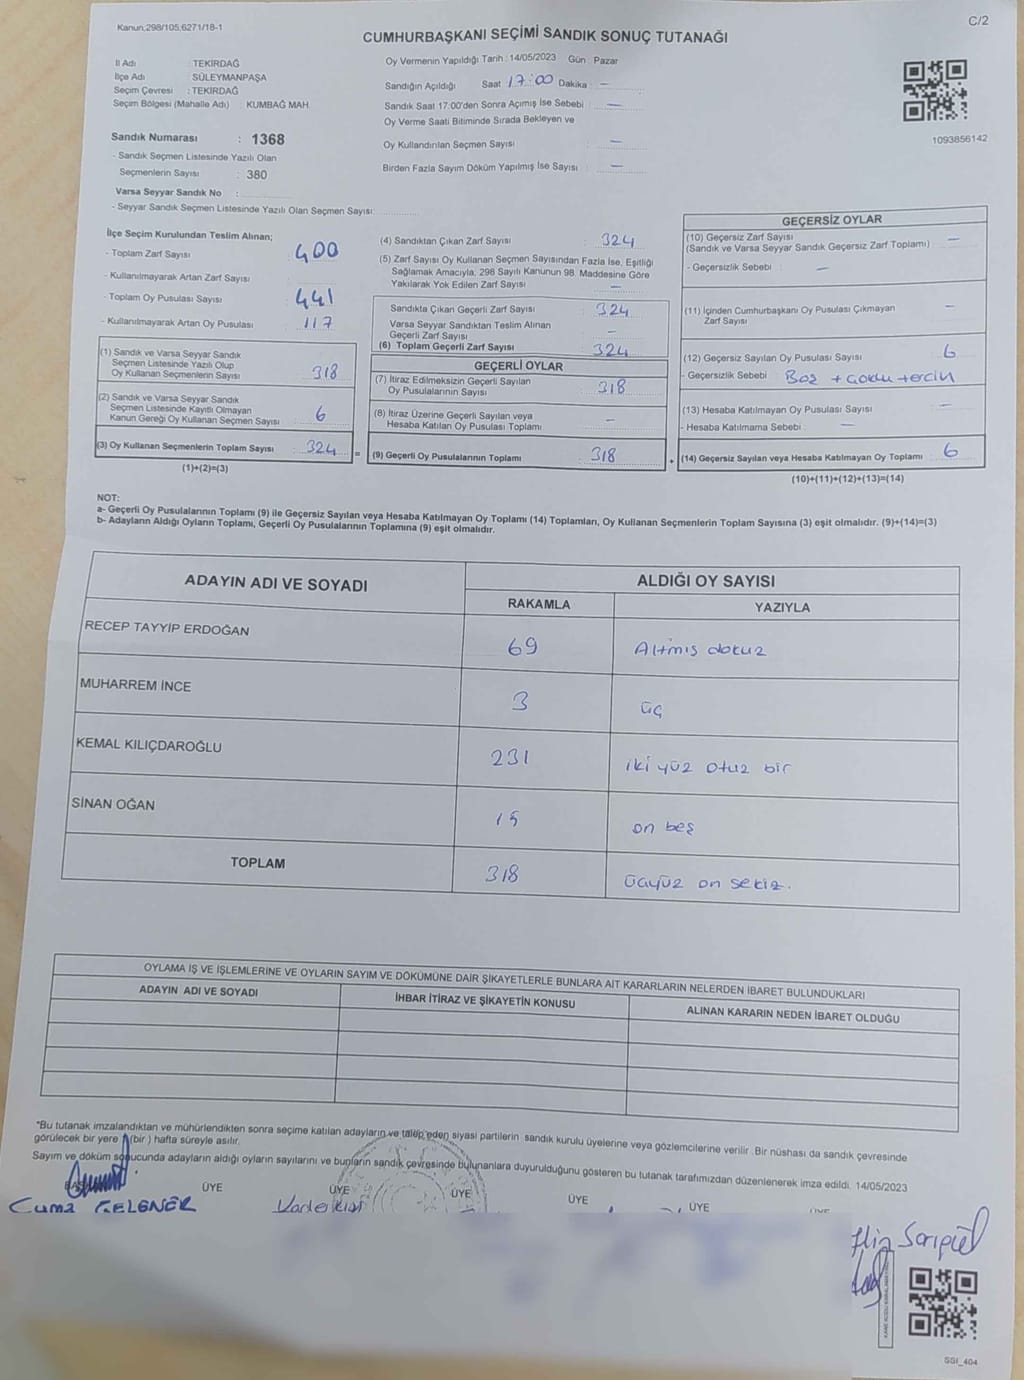 Kanun:298/105,6271/18-1
C/2
CUMHURBAŞKANI SEÇİMİ SANDIK SONUÇ TUTANAĞI
İl Adı : TEKİRDAĞ
İlçe Adı : SÜLEYMANPAŞA
Seçim Çevresi : TEKİRDAĞ
Seçim Bölgesi (Mahalle Adı) : KUMBAĞ MAH.
Sandık Numarası : 1368
- Sandık Seçmen Listesinde Yazılı Olan
Seçmenlerin Sayısı : 380
Varsa Seyyar Sandık No :
- Seyyar Sandık Seçmen Listesinde Yazılı Olan Seçmen Sayısı:
Oy Vermenin Yapıldığı Tarih : 14/05/2023 Gün : Pazar
Sandığın Açıldığı Saat 17:00 Dakika : —
Sandık Saat 17:00'den Sonra Açımış İse Sebebi : —
Oy Verme Saati Bitiminde Sırada Bekleyen ve
Oy Kullandırılan Seçmen Sayısı : —
Birden Fazla Sayım Döküm Yapılmış İse Sayısı : —
1093856142
İlçe Seçim Kurulundan Teslim Alınan;
- Toplam Zarf Sayısı : 400
- Kullanılmayarak Artan Zarf Sayısı :
- Toplam Oy Pusulası Sayısı : 441
- Kullanılmayarak Artan Oy Pusulası : 117
(1) Sandık ve Varsa Seyyar Sandık
Seçmen Listesinde Yazılı Olup
Oy Kullanan Seçmenlerin Sayısı : 318
(2) Sandık ve Varsa Seyyar Sandık
Seçmen Listesinde Kayıtlı Olmayan
Kanun Gereği Oy Kullanan Seçmen Sayısı : 6
(3) Oy Kullanan Seçmenlerin Toplam Sayısı : 324 =
(1)+(2)=(3)
(4) Sandıktan Çıkan Zarf Sayısı : 324
(5) Zarf Sayısı Oy Kullanan Seçmen Sayısından Fazla İse, Eşitliği
Sağlamak Amacıyla; 298 Sayılı Kanunun 98. Maddesine Göre
Yakılarak Yok Edilen Zarf Sayısı : —
Sandıkta Çıkan Geçerli Zarf Sayısı : 324
Varsa Seyyar Sandıktan Teslim Alınan
Geçerli Zarf Sayısı : —
(6) Toplam Geçerli Zarf Sayısı : 324
GEÇERLİ OYLAR
(7) İtiraz Edilmeksizin Geçerli Sayılan
Oy Pusulalarının Sayısı : 318
(8) İtiraz Üzerine Geçerli Sayılan veya
Hesaba Katılan Oy Pusulası Toplamı : —
(9) Geçerli Oy Pusulalarının Toplamı : 318 +
GEÇERSİZ OYLAR
(10) Geçersiz Zarf Sayısı : —
(Sandık ve Varsa Seyyar Sandık Geçersiz Zarf Toplamı)
- Geçersizlik Sebebi : —
(11) İçinden Cumhurbaşkanı Oy Pusulası Çıkmayan : —
Zarf Sayısı
(12) Geçersiz Sayılan Oy Pusulası Sayısı : 6
- Geçersizlik Sebebi : Boş + çoklu tercih
(13) Hesaba Katılmayan Oy Pusulası Sayısı : —
- Hesaba Katılmama Sebebi : —
(14) Geçersiz Sayılan veya Hesaba Katılmayan Oy Toplamı : 6
(10)+(11)+(12)+(13)=(14)
NOT:
a- Geçerli Oy Pusulalarının Toplamı (9) ile Geçersiz Sayılan veya Hesaba Katılmayan Oy Toplamı (14) Toplamları, Oy Kullanan Seçmenlerin Toplam Sayısına (3) eşit olmalıdır. (9)+(14)=(3)
b- Adayların Aldığı Oyların Toplamı, Geçerli Oy Pusulalarının Toplamına (9) eşit olmalıdır.
ADAYIN ADI VE SOYADI
ALDIĞI OY SAYISI
RAKAMLA
YAZIYLA
RECEP TAYYİP ERDOĞAN 69 Altmış dokuz
MUHARREM İNCE 3 üç
KEMAL KILIÇDAROĞLU 231 iki yüz otuz bir
SİNAN OĞAN 15 on beş
TOPLAM 318 üçyüz on sekiz.
OYLAMA İŞ VE İŞLEMLERİNE VE OYLARIN SAYIM VE DÖKÜMÜNE DAİR ŞİKAYETLERLE BUNLARA AİT KARARLARIN NELERDEN İBARET BULUNDUKLARI
ADAYIN ADI VE SOYADI
İHBAR İTİRAZ VE ŞİKAYETİN KONUSU
ALINAN KARARIN NEDEN İBARET OLDUĞU
*Bu tutanak imzalandıktan ve mühürlendikten sonra seçime katılan adayların ve talep eden siyasi partilerin sandık kurulu üyelerine veya gözlemcilerine verilir. Bir nüshası da sandık çevresinde
görülecek bir yere 1 (bir ) hafta süreyle asılır.
Sayım ve döküm sonucunda adayların aldığı oyların sayılarını ve bunların sandık çevresinde bulunanlara duyurulduğunu gösteren bu tutanak tarafımızdan düzenlenerek imza edildi. 14/05/2023
ÜYE ÜYE ÜYE ÜYE ÜYE
Cuma GELENER
SSI_404